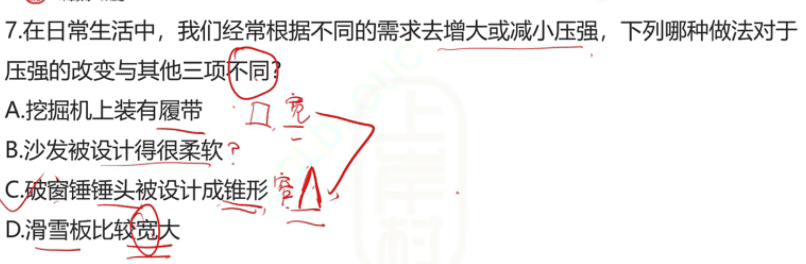 7.在日常生活中，我们经常根据不同的需求去增大或减小压强，下列哪种做法对于
压强的改变与其他三项不同？
A.挖掘机上装有履带 宽
B.沙发被设计得很柔软？
C.破窗锤锤头被设计成锥形
D.滑雪板比较宽大
上岸村